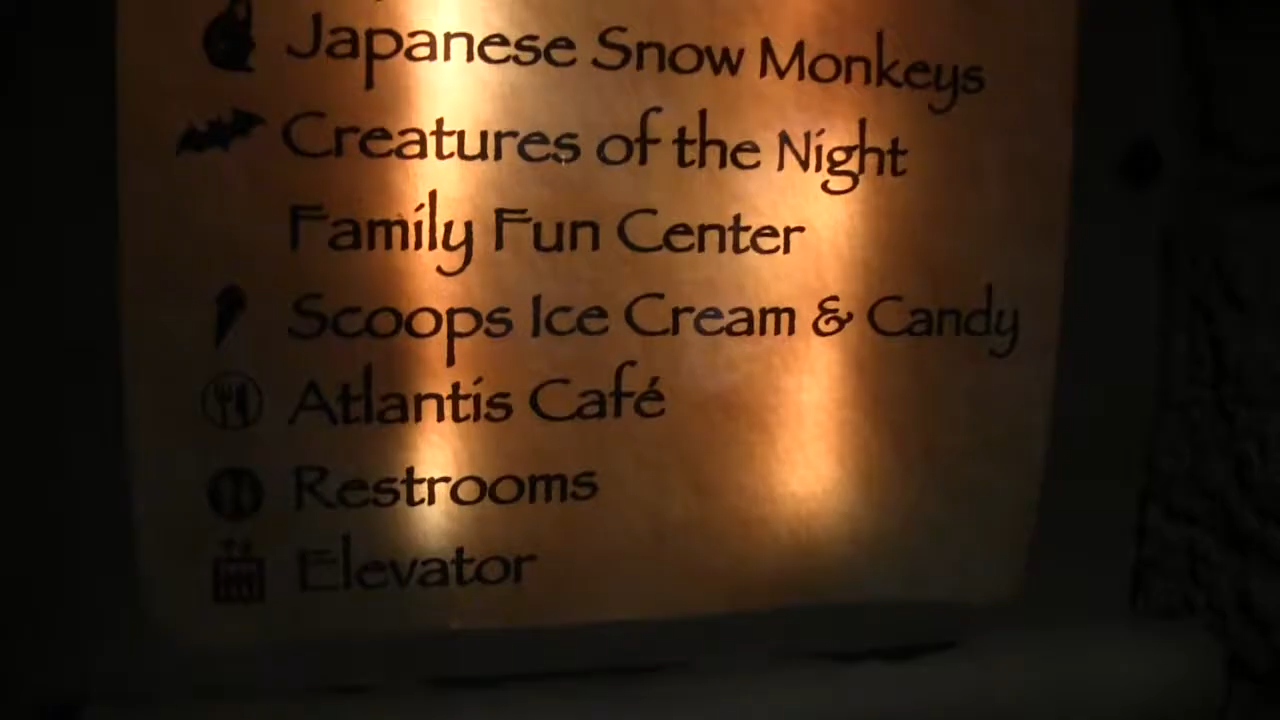 Japanese Snow Monkeys
Creatures of the Night
Family Fun Center
Scoops Ice Cream & Candy
Atlantis Café
Restrooms
Elevator